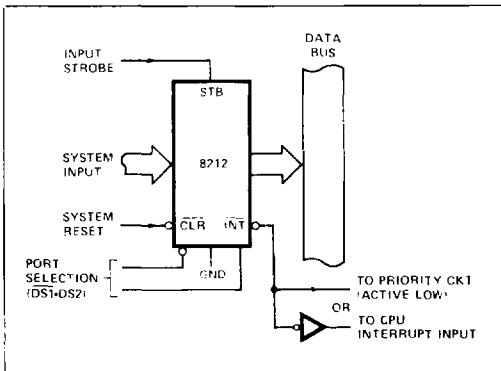 INPUT
STROBE
DATA
BUS
STB
SYSTEM
INPUT
8212
SYSTEM
RESET
CLR
INT
PORT
SELECTION
(DS1•DS2)
GND
TO PRIORITY CKT
(ACTIVE LOW)
OR
TO CPU
INTERRUPT INPUT